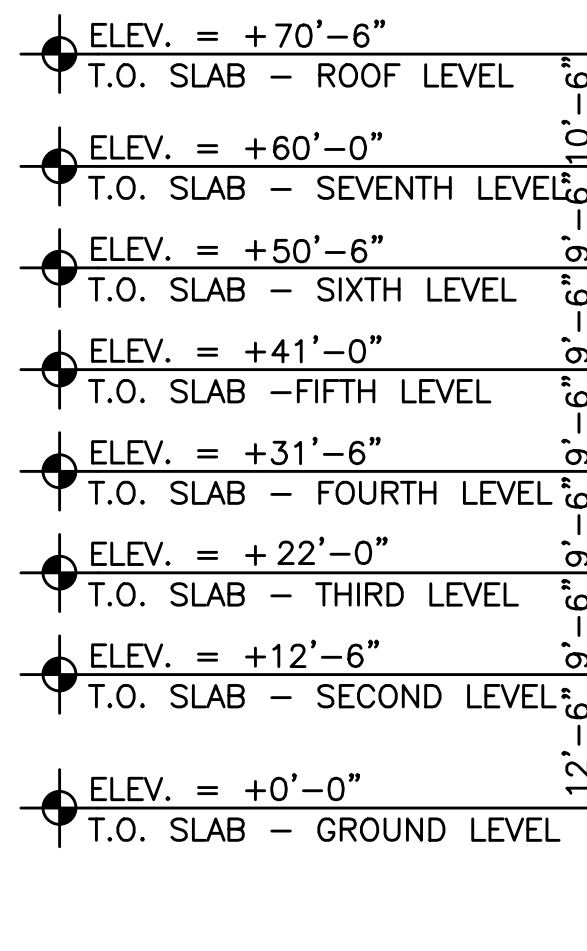 ELEV. = +70'-6"
T.O. SLAB - ROOF LEVEL
10'-6"
ELEV. = +60'-0"
T.O. SLAB - SEVENTH LEVEL
9'-6"
ELEV. = +50'-6"
T.O. SLAB - SIXTH LEVEL
9'-6"
ELEV. = +41'-0"
T.O. SLAB -FIFTH LEVEL
9'-6"
ELEV. = +31'-6"
T.O. SLAB - FOURTH LEVEL
9'-6"
ELEV. = +22'-0"
T.O. SLAB - THIRD LEVEL
9'-6"
ELEV. = +12'-6"
T.O. SLAB - SECOND LEVEL
12'-6"
ELEV. = +0'-0"
T.O. SLAB - GROUND LEVEL